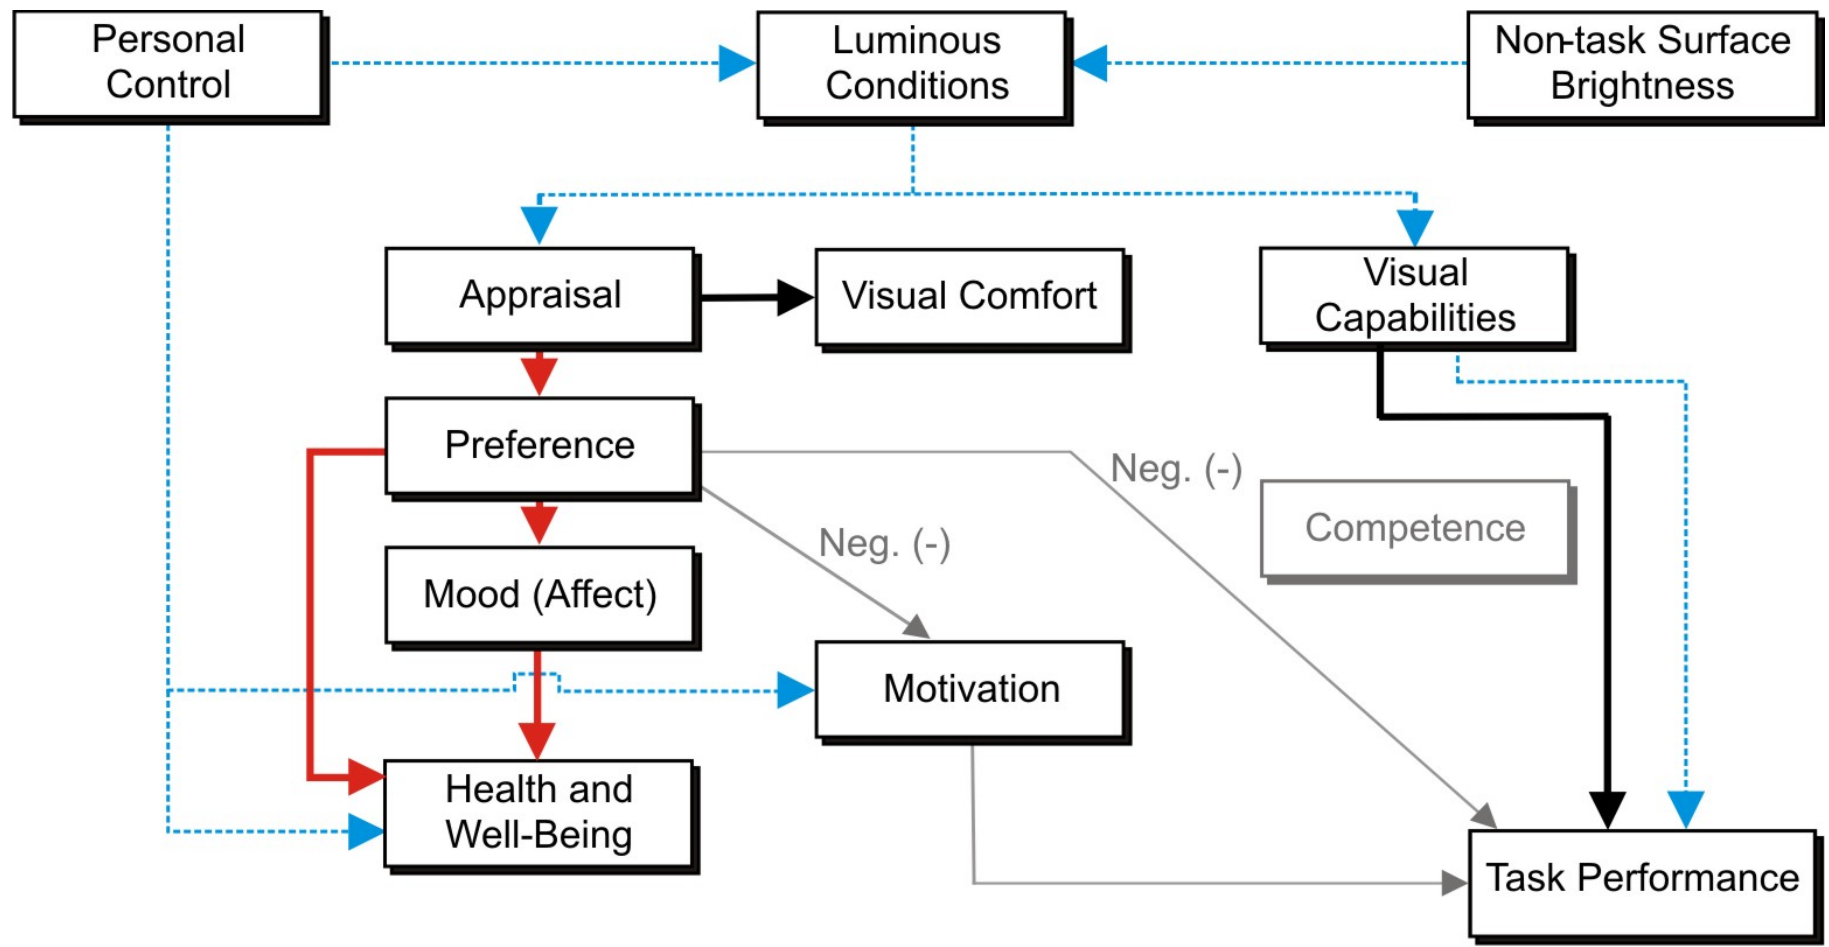 Personal
Control
Luminous
Conditions
Non-task Surface
Brightness
Appraisal
Visual Comfort
Visual
Capabilities
Preference
Neg. (-)
Competence
Neg. (-)
Mood (Affect)
Motivation
Health and
Well-Being
Task Performance